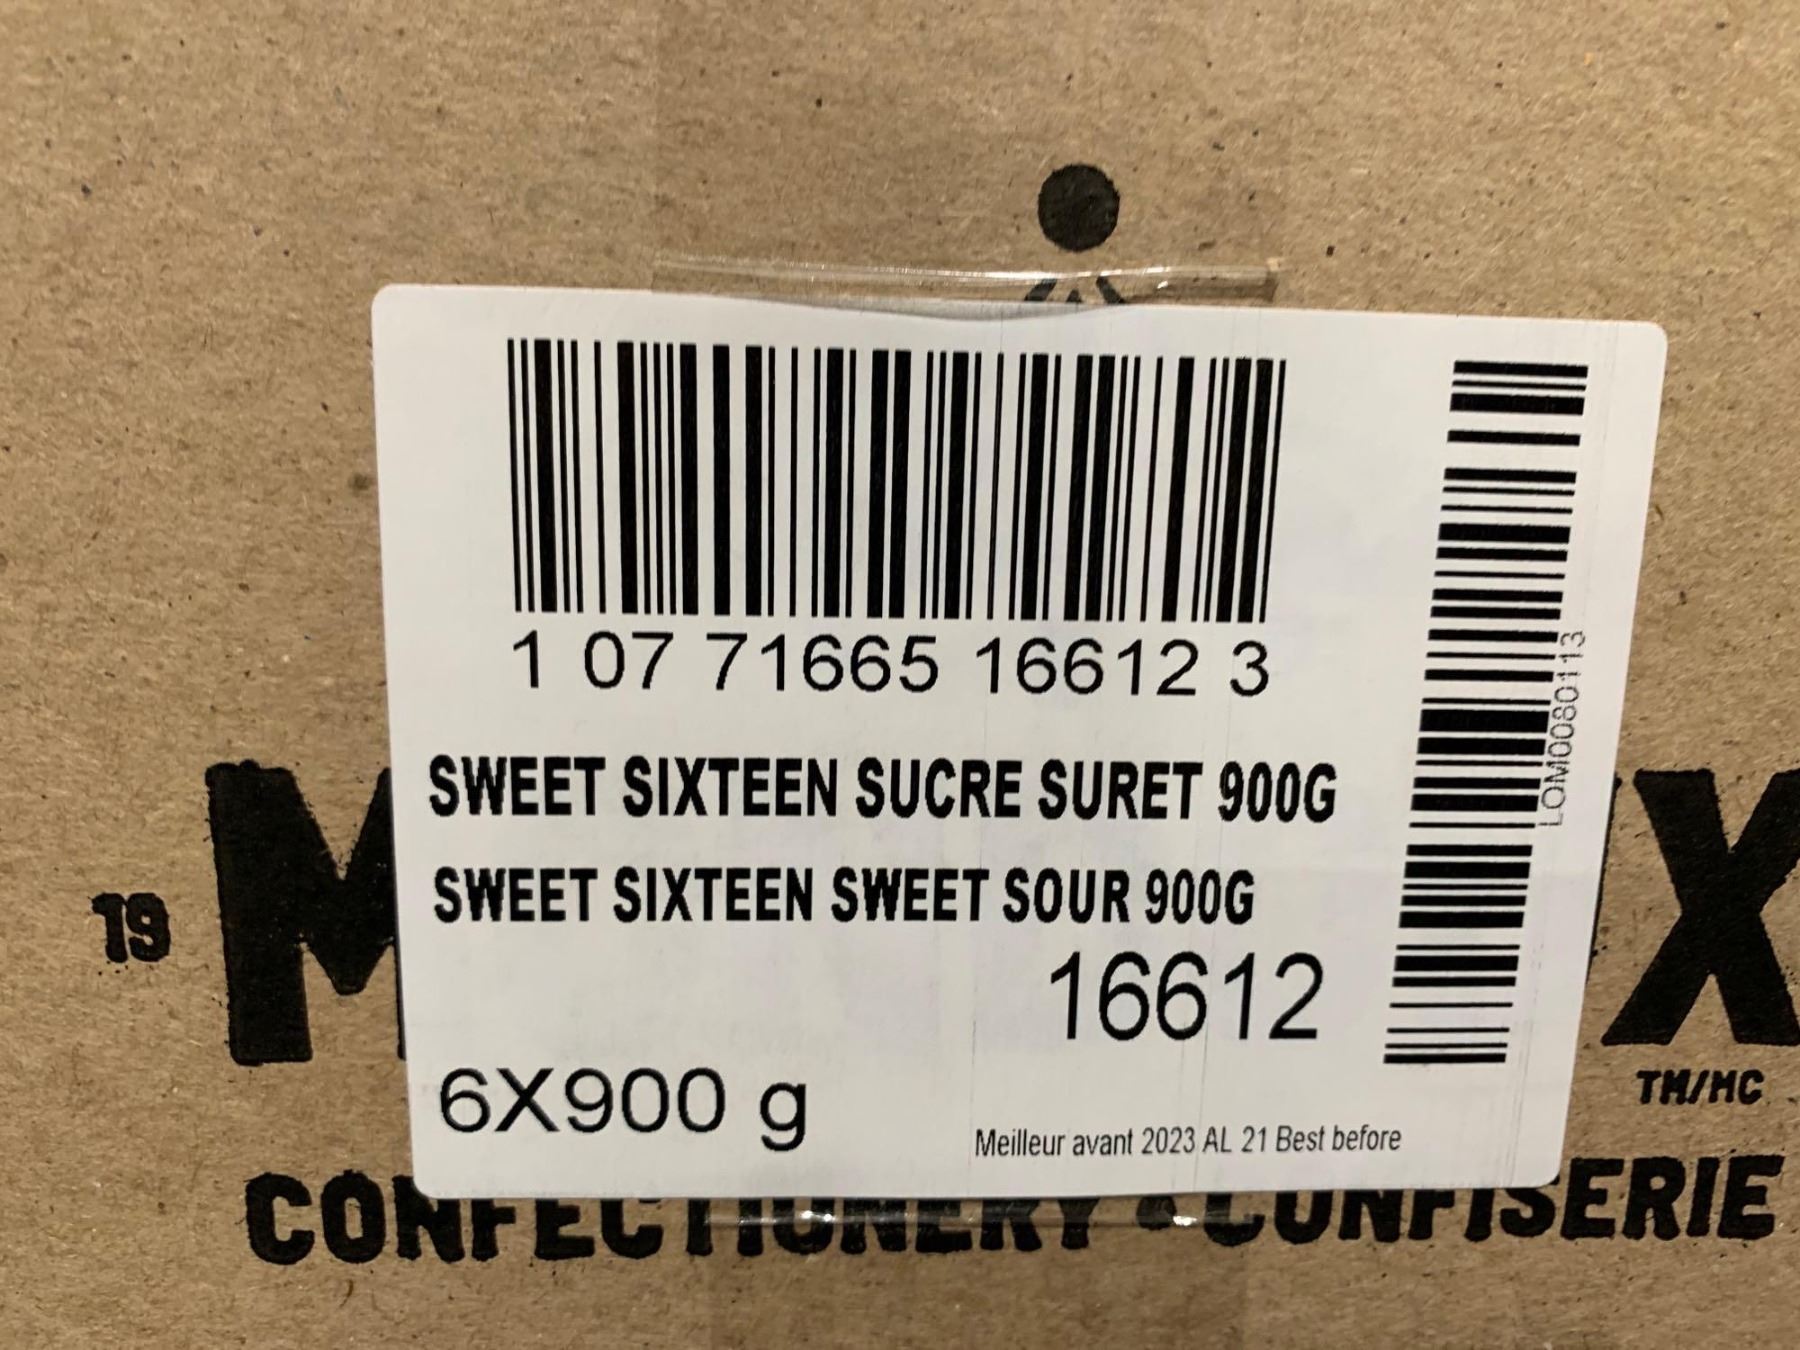 1 07 71665 16612 3
LOM0080113
SWEET SIXTEEN SUCRE SURET 900G
SWEET SIXTEEN SWEET SOUR 900G
16612
19
TM/MC
6X900 g
Meilleur avant 2023 AL 21 Best before
CONFECTIONERY • CONFISERIE